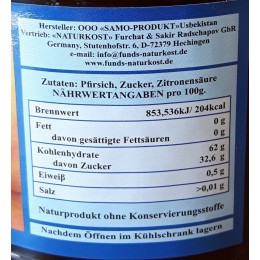 Hersteller: OOO «SAMO-PRODUKT»Usbekistan
Vertrieb: «NATURKOST» Furchat & Sakir Radschapov GbR
Germany, Stutenhofstr. 6, D-72379 Hechingen
e-mail: info@funds-naturkost.de
www.funds-naturkost.de
Zutaten: Pfirsich, Zucker, Zitronensäure
NÄHRWERTANGABEN pro 100g.
Brennwert 853,536kJ/ 204kcal
Fett 0 g
davon gesättigte Fettsäuren 0 g
Kohlenhydrate 62 g
davon Zucker 32,6 g
Eiweiß 0,5 g
Salz >0,01 g
Naturprodukt ohne Konservierungsstoffe
Nachdem Öffnen im Kühlschrank lagern